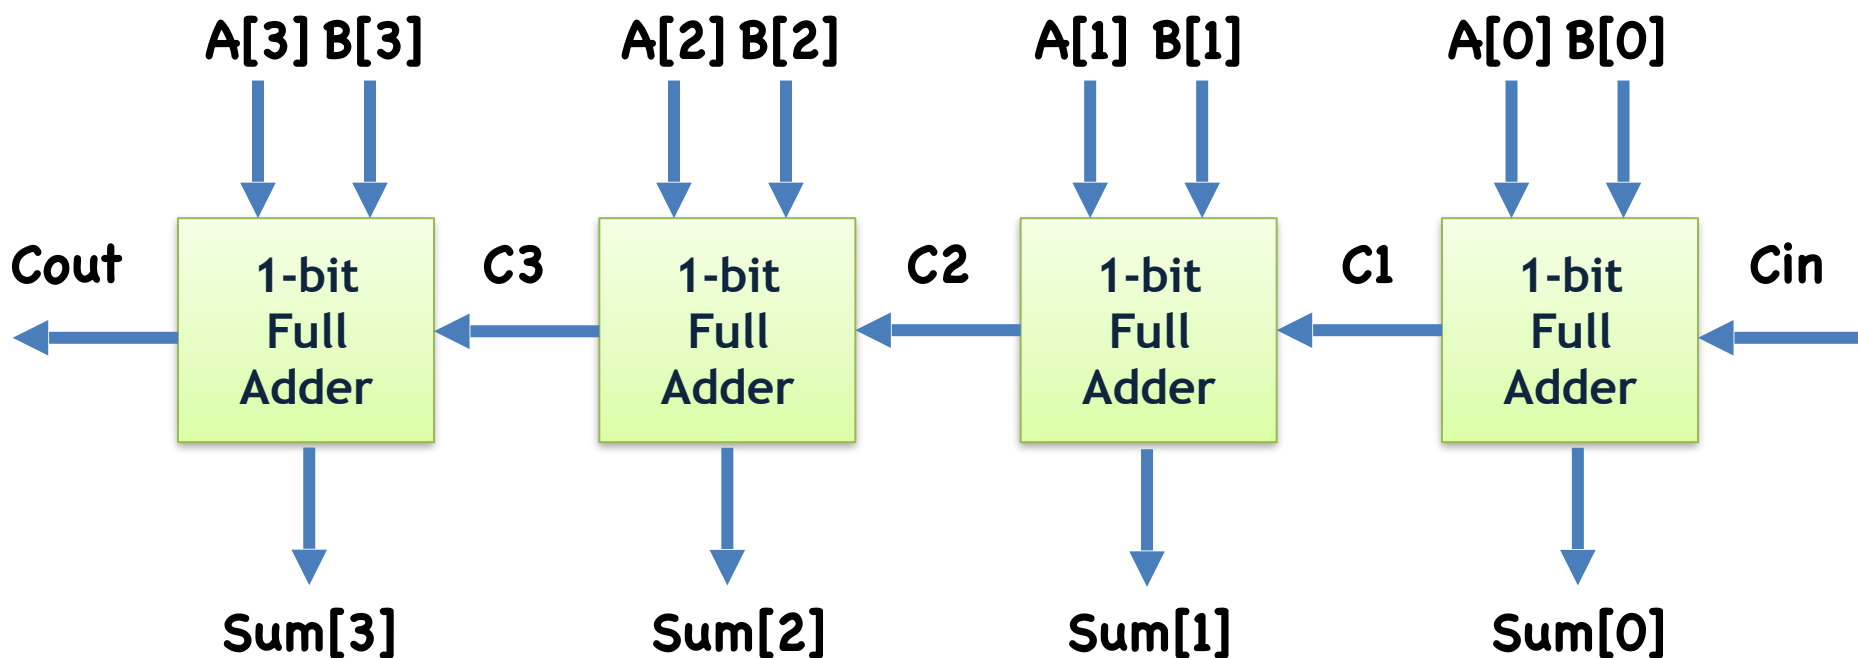 A[3] B[3] A[2] B[2] A[1] B[1] A[0] B[0]
Cout C3 C2 C1 Cin
1-bit
Full
Adder
1-bit
Full
Adder
1-bit
Full
Adder
1-bit
Full
Adder
Sum[3] Sum[2] Sum[1] Sum[0]